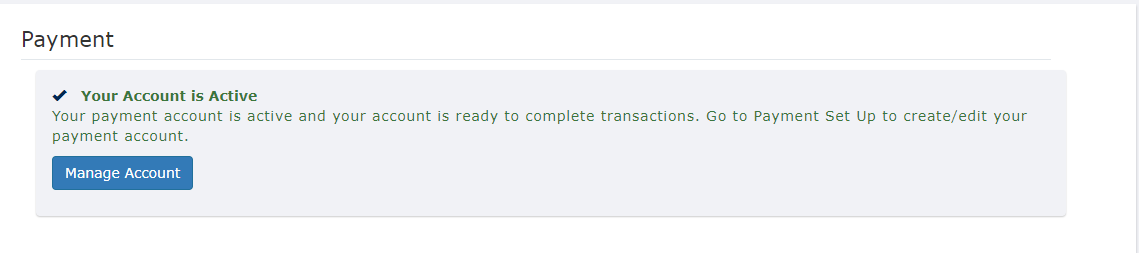 Payment
Your Account is Active
Your payment account is active and your account is ready to complete transactions. Go to Payment Set Up to create/edit your
payment account.
Manage Account